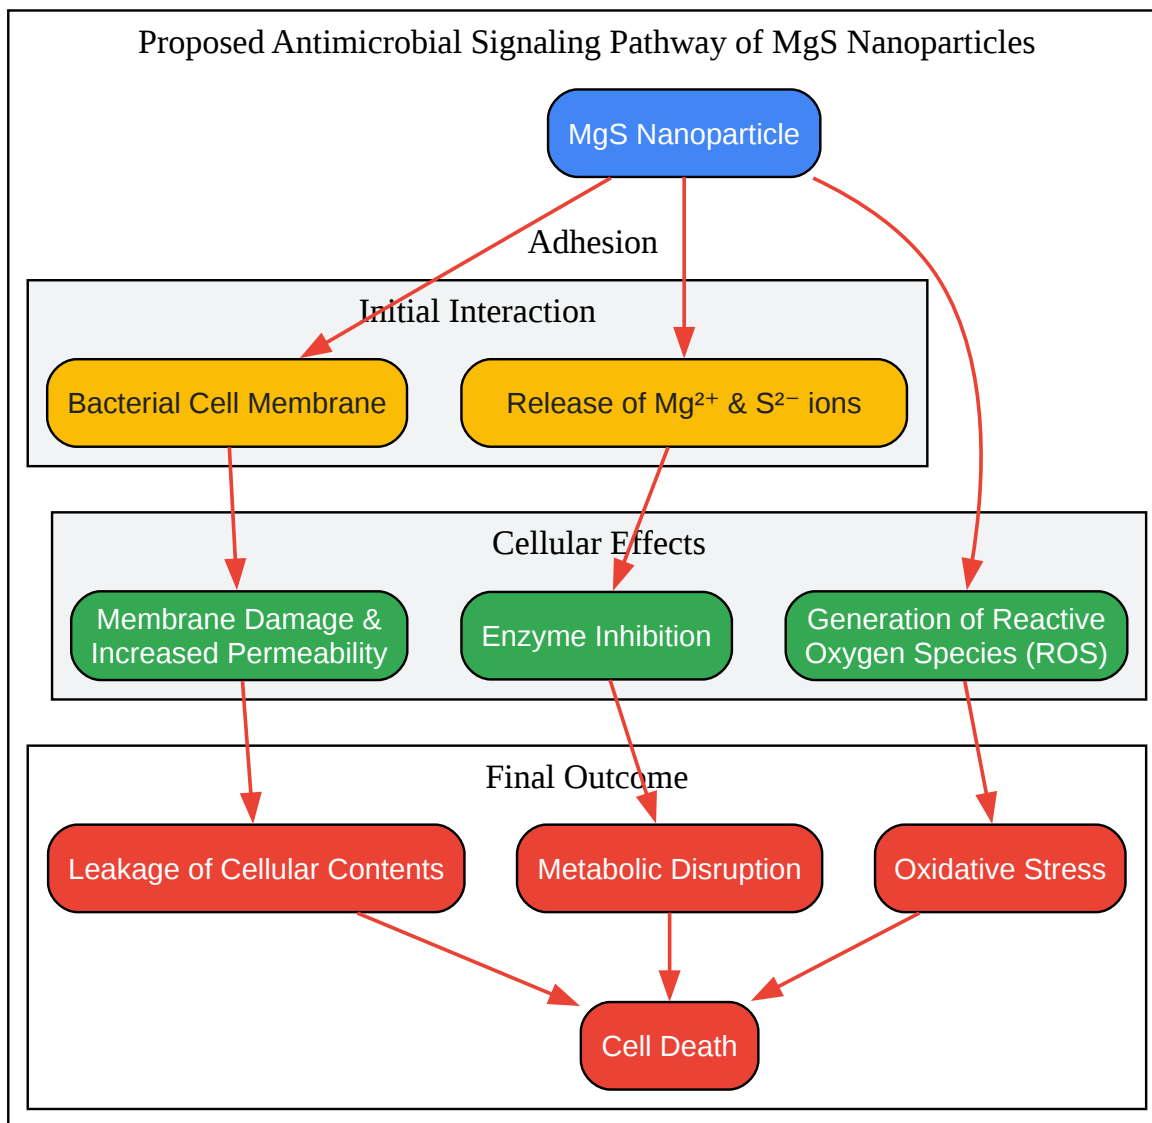 Proposed Antimicrobial Signaling Pathway of MgS Nanoparticles
MgS Nanoparticle
Adhesion
Initial Interaction
Bacterial Cell Membrane
Release of Mg²⁺ & S²⁻ ions
Cellular Effects
Membrane Damage &
Increased Permeability
Enzyme Inhibition
Generation of Reactive
Oxygen Species (ROS)
Final Outcome
Leakage of Cellular Contents
Metabolic Disruption
Oxidative Stress
Cell Death